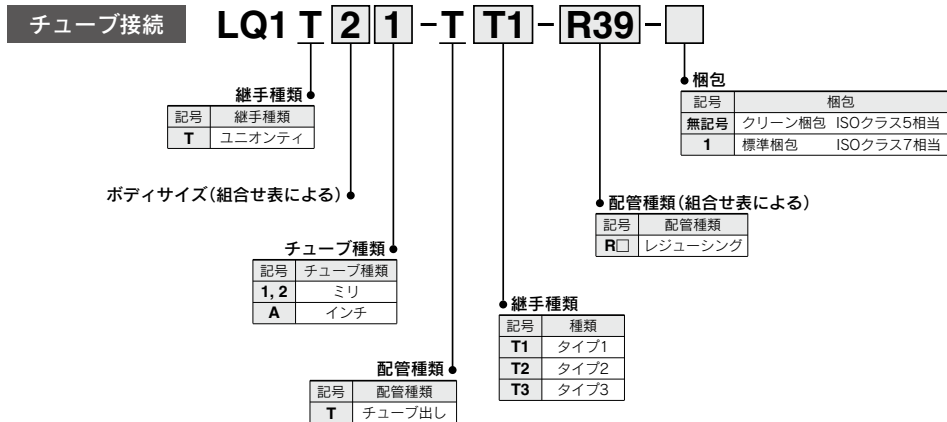 チューブ接続
LQ1 T 2 1 - T T1 - R39 -
継手種類
記号 継手種類
T ユニオンティ
ボディサイズ(組合せ表による)
チューブ種類
記号 チューブ種類
1, 2 ミリ
A インチ
配管種類
記号 配管種類
T チューブ出し
継手種類
記号 種類
T1 タイプ1
T2 タイプ2
T3 タイプ3
配管種類(組合せ表による)
記号 配管種類
R□ レジューシング
梱包
記号 梱包
無記号 クリーン梱包 ISOクラス5相当
1 標準梱包 ISOクラス7相当